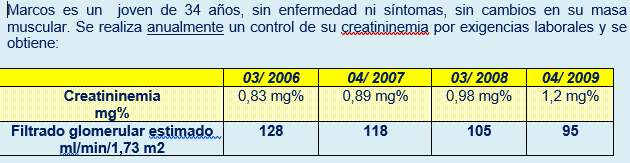 Marcos es un joven de 34 años, sin enfermedad ni síntomas, sin cambios en su masa
muscular. Se realiza anualmente un control de su creatininemia por exigencias laborales y se
obtiene:
03/ 2006 04/ 2007 03/ 2008 04/ 2009
Creatininemia 0,83 mg% 0,89 mg% 0,98 mg% 1,2 mg%
mg%
Filtrado glomerular estimado 128 118 105 95
ml/min/1,73 m2